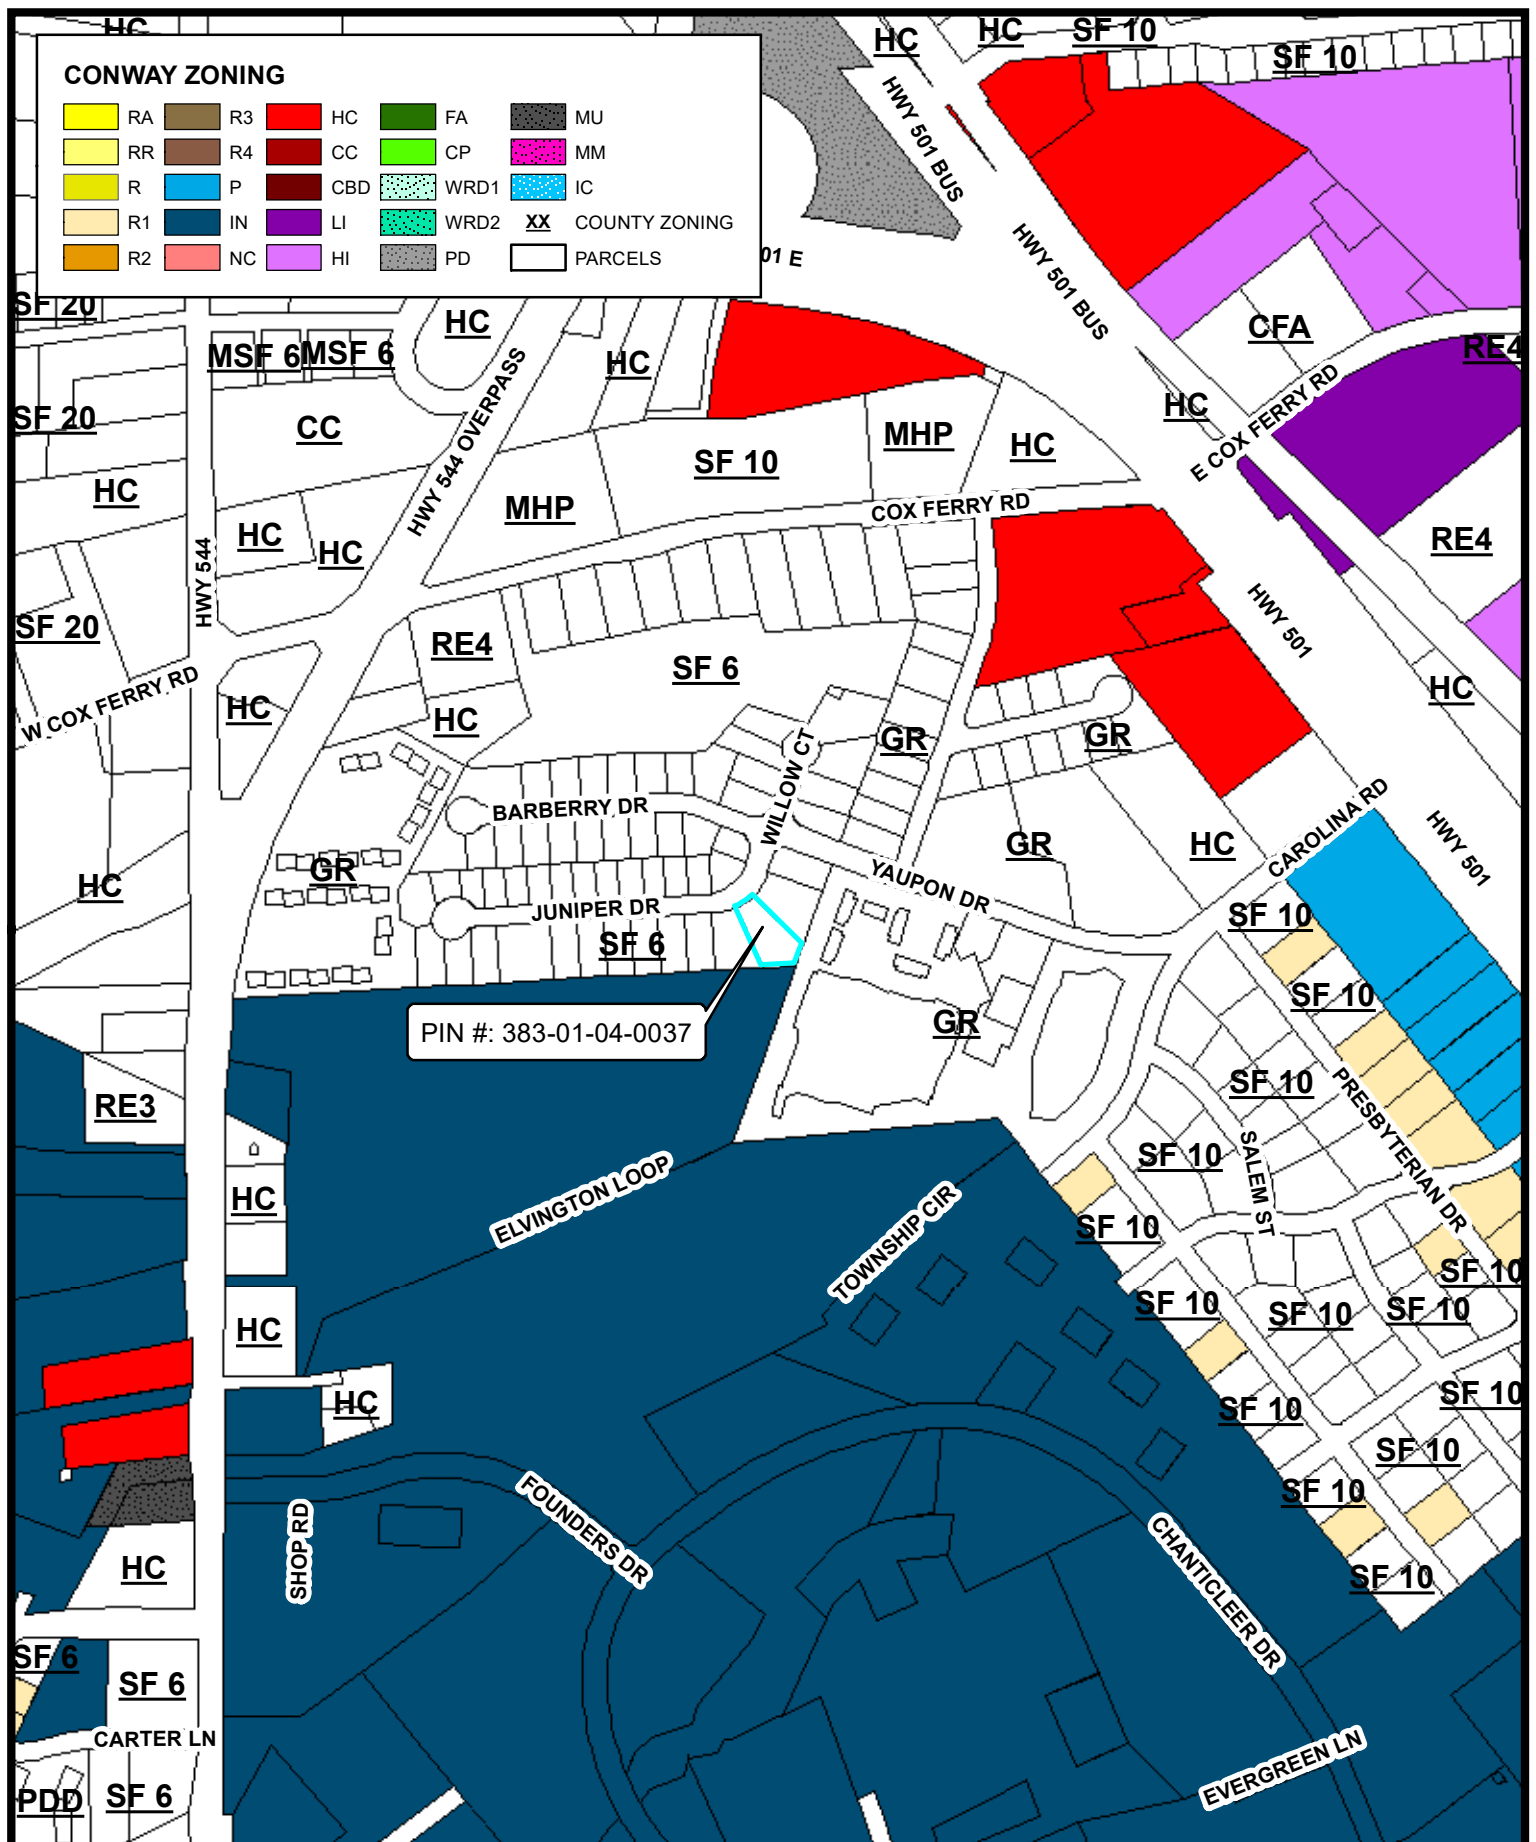 HC
HC
HC
SF 10
SF 10
CONWAY ZONING
RA
R3
HC
FA
MU
RR
R4
CC
CP
MM
R
P
CBD
WRD1
IC
R1
IN
LI
WRD2
XX
COUNTY ZONING
R2
NC
HI
PD
PARCELS
HWY 501 BUS
HWY 501 BUS
01 E
SF 20
HC
MSF 6
MSF 6
HC
CFA
RE4
SF 20
CC
HWY 544 OVERPASS
SF 10
MHP
HC
HC
E COX FERRY RD
HC
MHP
COX FERRY RD
RE4
HC
HC
HWY 544
SF 20
RE4
SF 6
HWY 501
HC
W COX FERRY RD
HC
HC
GR
GR
WILLOW CT
BARBERRY DR
GR
HC
CAROLINA RD
HWY 501
HC
GR
YAUPON DR
JUNIPER DR
SF 6
SF 10
SF 10
PIN #: 383-01-04-0037
GR
RE3
SF 10
PRESBYTERIAN DR
SF 10
SALEM ST
HC
ELVINGTON LOOP
TOWNSHIP CIR
SF 10
SF 10
SF 10
SF 10
SF 10
HC
HC
SF 10
SF 10
SF 10
SF 10
SHOP RD
FOUNDERS DR
CHANTICLEER DR
HC
SF 10
SF 6
SF 6
CARTER LN
EVERGREEN LN
PDD
SF 6